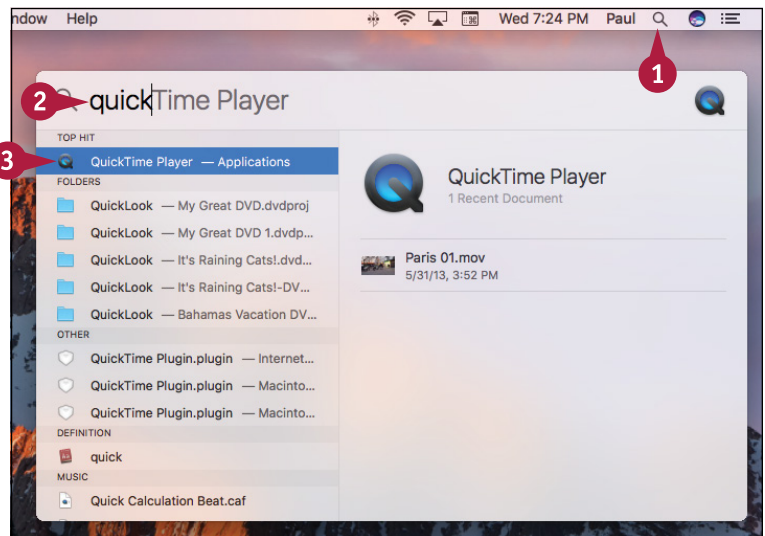 ndow Help Wed 7:24 PM Paul
1
2 quickTime Player
TOP HIT
3 QuickTime Player — Applications
FOLDERS
QuickLook — My Great DVD.dvdproj
QuickLook — My Great DVD 1.dvdp...
QuickLook — It's Raining Cats!.dvd...
QuickLook — It's Raining Cats!-DV...
QuickLook — Bahamas Vacation DV...
OTHER
QuickTime Plugin.plugin — Internet...
QuickTime Plugin.plugin — Macinto...
QuickTime Plugin.plugin — Macinto...
DEFINITION
quick
MUSIC
Quick Calculation Beat.caf
QuickTime Player
1 Recent Document
Paris 01.mov
5/31/13, 3:52 PM